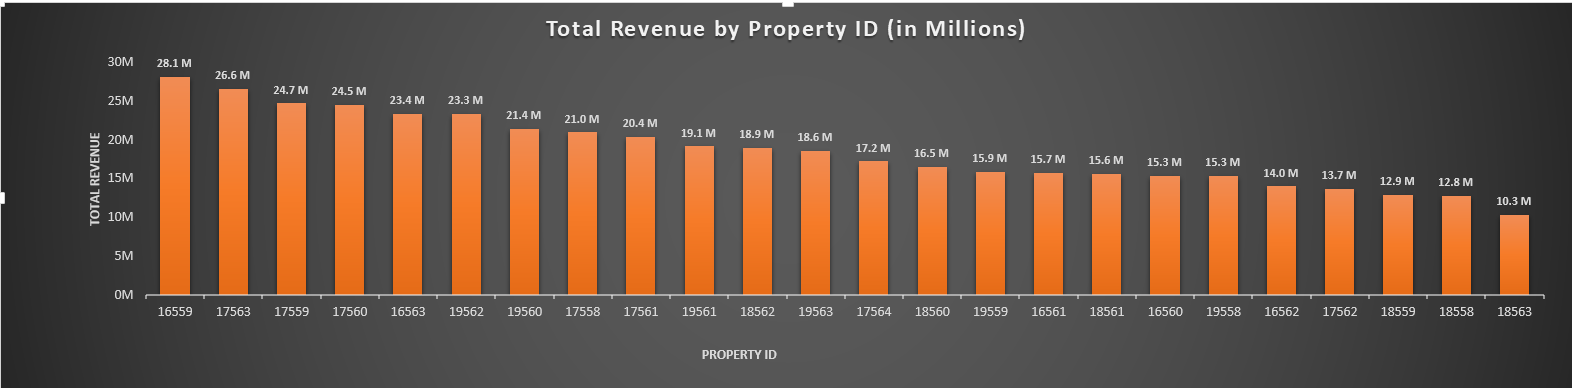 Total Revenue by Property ID (in Millions)
30M
25M
20M
15M
10M
5M
0M
TOTAL REVENUE
28.1 M
26.6 M
24.7 M
24.5 M
23.4 M
23.3 M
21.4 M
21.0 M
20.4 M
19.1 M
18.9 M
18.6 M
17.2 M
16.5 M
15.9 M
15.7 M
15.6 M
15.3 M
15.3 M
14.0 M
13.7 M
12.9 M
12.8 M
10.3 M
16559 17563 17559 17560 16563 19562 19560 17558 17561 19561 18562 19563 17564 18560 19559 16561 18561 16560 19558 16562 17562 18559 18558 18563
PROPERTY ID